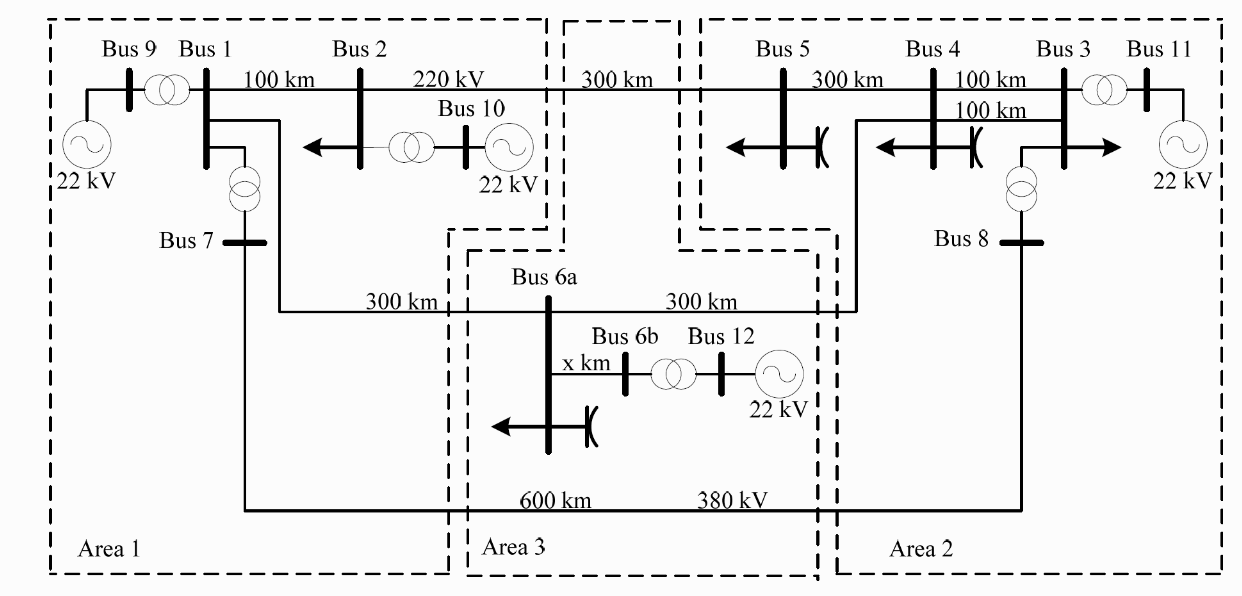 Bus 9
Bus 1
Bus 2
Bus 5
Bus 4
Bus 3
Bus 11
100 km
220 kV
300 km
300 km
100 km
100 km
Bus 10
22 kV
22 kV
22 kV
Bus 7
Bus 8
Bus 6a
300 km
300 km
Bus 6b
Bus 12
x km
22 kV
600 km
380 kV
Area 1
Area 3
Area 2